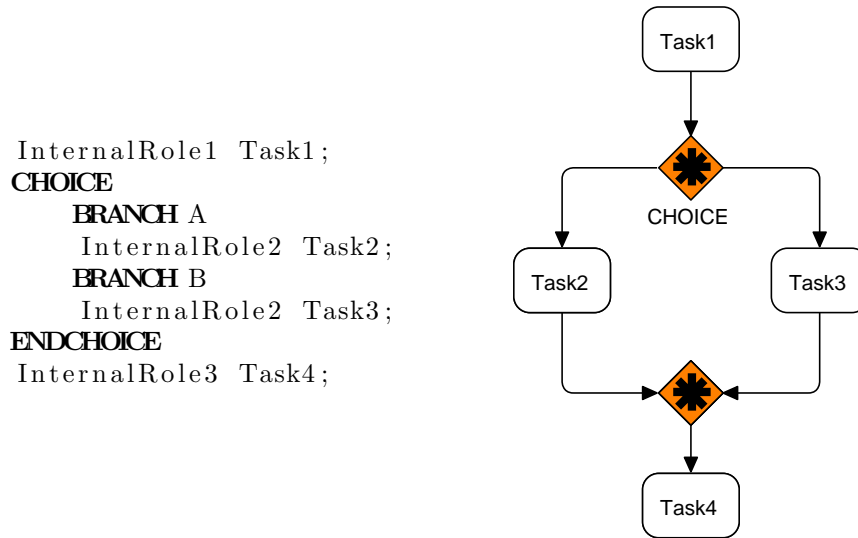 InternalRole1 Task1;
CHOICE
BRANCH A
InternalRole2 Task2;
BRANCH B
InternalRole2 Task3;
ENDCHOICE
InternalRole3 Task4;
Task1
CHOICE
Task2
Task3
Task4